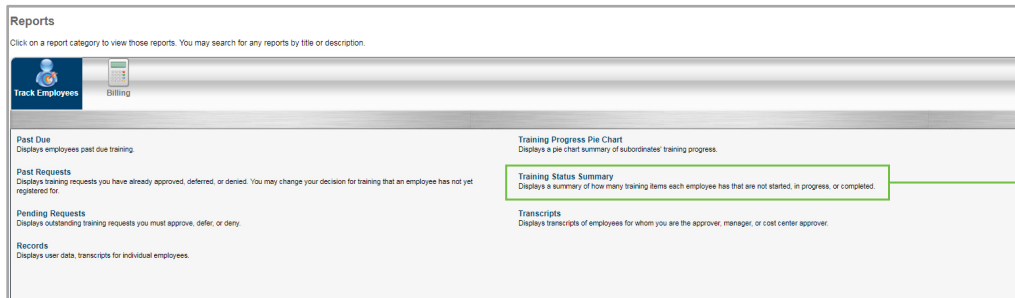 Reports
Click on a report category to view those reports. You may search for any reports by title or description.
Track Employees
Billing
Past Due
Displays employees past due training.
Past Requests
Displays training requests you have already approved, deferred, or denied. You may change your decision for training that an employee has not yet
registered for.
Pending Requests
Displays outstanding training requests you must approve, defer, or deny.
Records
Displays user data, transcripts for individual employees.
Training Progress Pie Chart
Displays a pie chart summary of subordinates' training progress.
Training Status Summary
Displays a summary of how many training items each employee has that are not started, in progress, or completed.
Transcripts
Displays transcripts of employees for whom you are the approver, manager, or cost center approver.